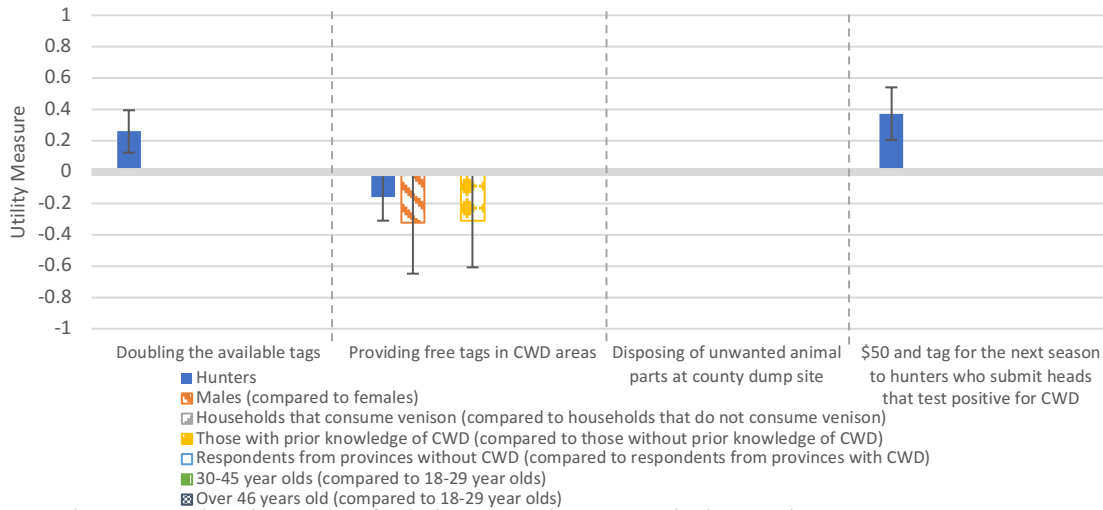 1
0.8
0.6
0.4
0.2
0
-0.2
-0.4
-0.6
-0.8
-1
Utility Measure
Doubling the available tags
Providing free tags in CWD areas
Disposing of unwanted animal
parts at county dump site
$50 and tag for the next season
to hunters who submit heads
that test positive for CWD
Hunters
Males (compared to females)
Households that consume venison (compared to households that do not consume venison)
Those with prior knowledge of CWD (compared to those without prior knowledge of CWD)
Respondents from provinces without CWD (compared to respondents from provinces with CWD)
30-45 year olds (compared to 18-29 year olds)
Over 46 years old (compared to 18-29 year olds)